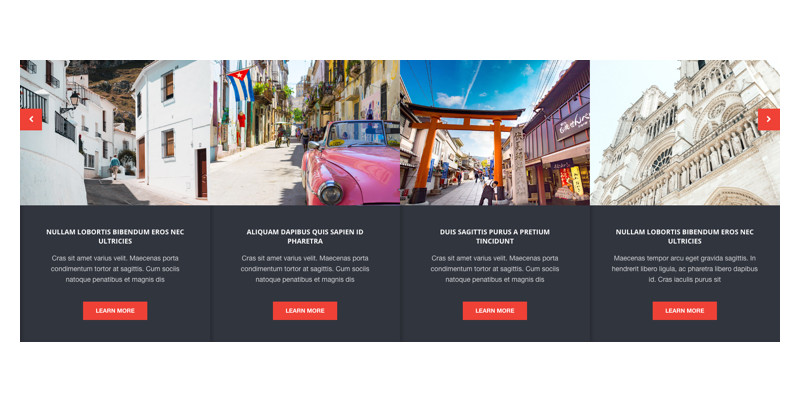 NULLAM LOBORTIS BIBENDUM EROS NEC
ULTRICIES
Cras sit amet varius velit. Maecenas porta
condimentum tortor at sagittis. Cum sociis
natoque penatibus et magnis dis
LEARN MORE
ALIQUAM DAPIBUS QUIS SAPIEN ID
PHARETRA
Cras sit amet varius velit. Maecenas porta
condimentum tortor at sagittis. Cum sociis
natoque penatibus et magnis dis
LEARN MORE
DUIS SAGITTIS PURUS A PRETIUM
TINCIDUNT
Cras sit amet varius velit. Maecenas porta
condimentum tortor at sagittis. Cum sociis
natoque penatibus et magnis dis
LEARN MORE
NULLAM LOBORTIS BIBENDUM EROS NEC
ULTRICIES
Maecenas tempor arcu eget gravida sagittis. In
hendrerit libero ligula, ac pharetra libero dapibus
id. Cras iaculis purus sit
LEARN MORE